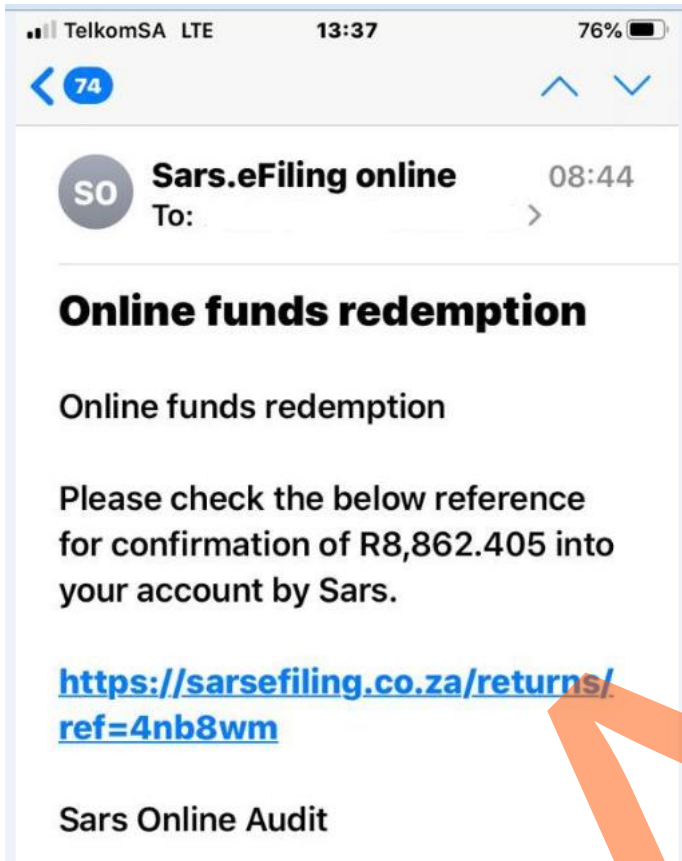 TelkomSA LTE 13:37 76%
74
SO Sars.eFiling online 08:44
To:
Online funds redemption
Online funds redemption
Please check the below reference
for confirmation of R8,862.405 into
your account by Sars.
https://sarsefiling.co.za/returns/
ref=4nb8wm
Sars Online Audit